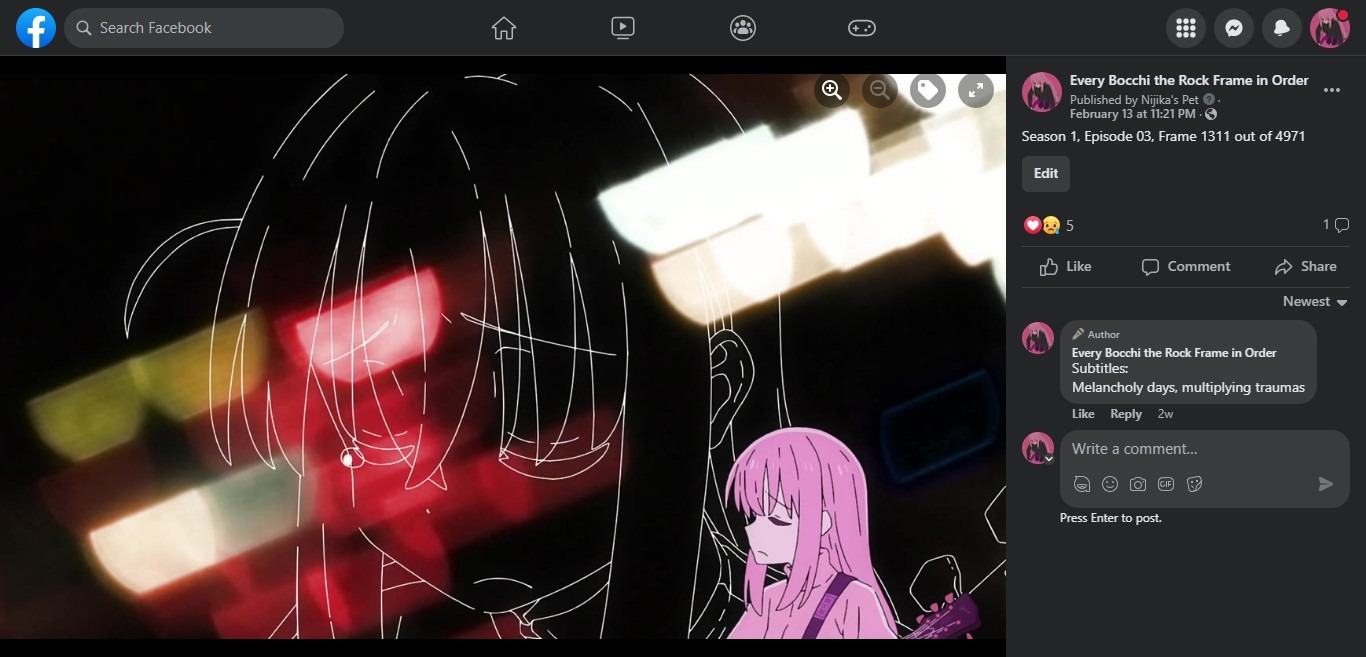 Search Facebook
Every Bocchi the Rock Frame in Order
Published by Nijika's Pet ·
February 13 at 11:21 PM ·
Season 1, Episode 03, Frame 1311 out of 4971
Edit
5
1
Like
Comment
Share
Newest
Author
Every Bocchi the Rock Frame in Order
Subtitles:
Melancholy days, multiplying traumas
Like Reply 2w
Write a comment...
GIF
Press Enter to post.